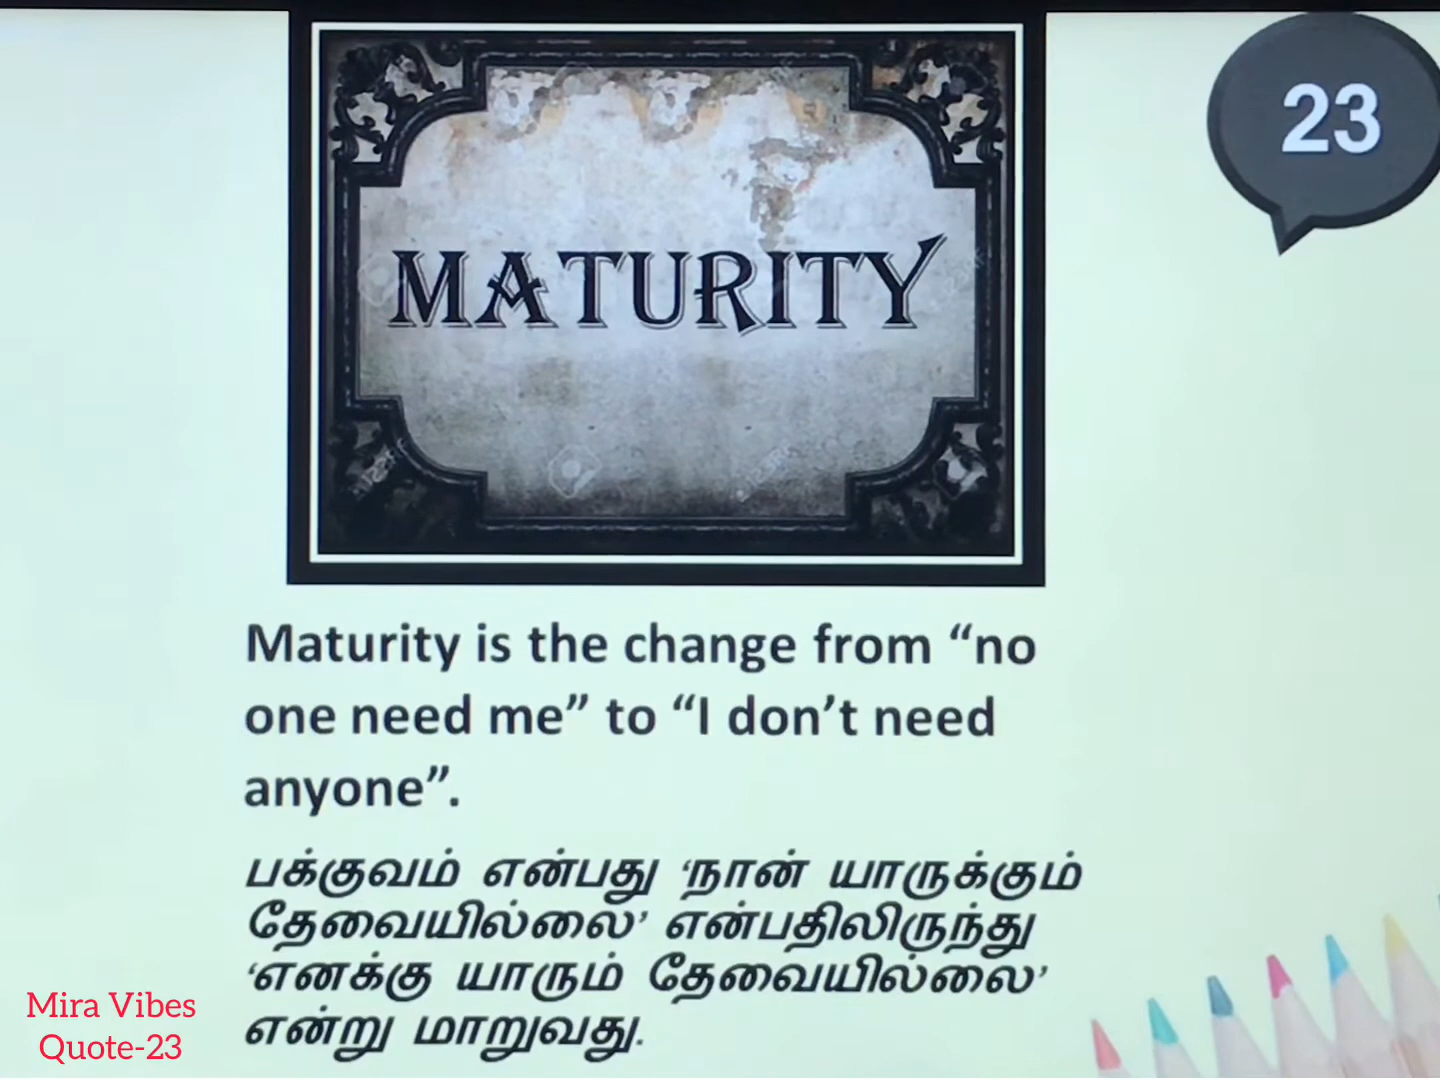 23
MATURITY
Maturity is the change from “no
one need me” to “I don’t need
anyone”.
பக்குவம் என்பது ‘நான் யாருக்கும்
தேவையில்லை’ என்பதிலிருந்து
‘எனக்கு யாரும் தேவையில்லை’
என்று மாறுவது.
Mira Vibes
Quote-23